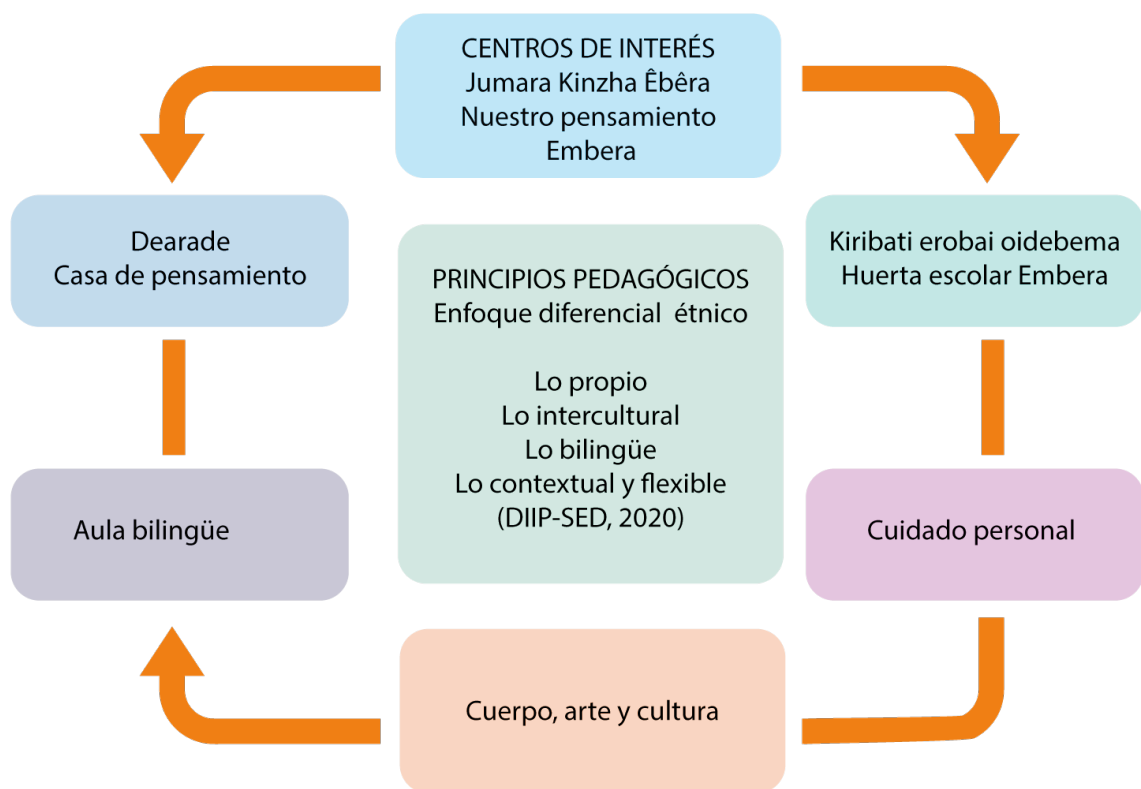 CENTROS DE INTERÉS
Jumara Kinzha Êbêra
Nuestro pensamiento
Embera
Dearade
Casa de pensamiento
Kiribati erobai oidebema
Huerta escolar Embera
PRINCIPIOS PEDAGÓGICOS
Enfoque diferencial étnico
Lo propio
Lo intercultural
Lo bilingüe
Lo contextual y flexible
(DIIP-SED, 2020)
Aula bilingüe
Cuidado personal
Cuerpo, arte y cultura